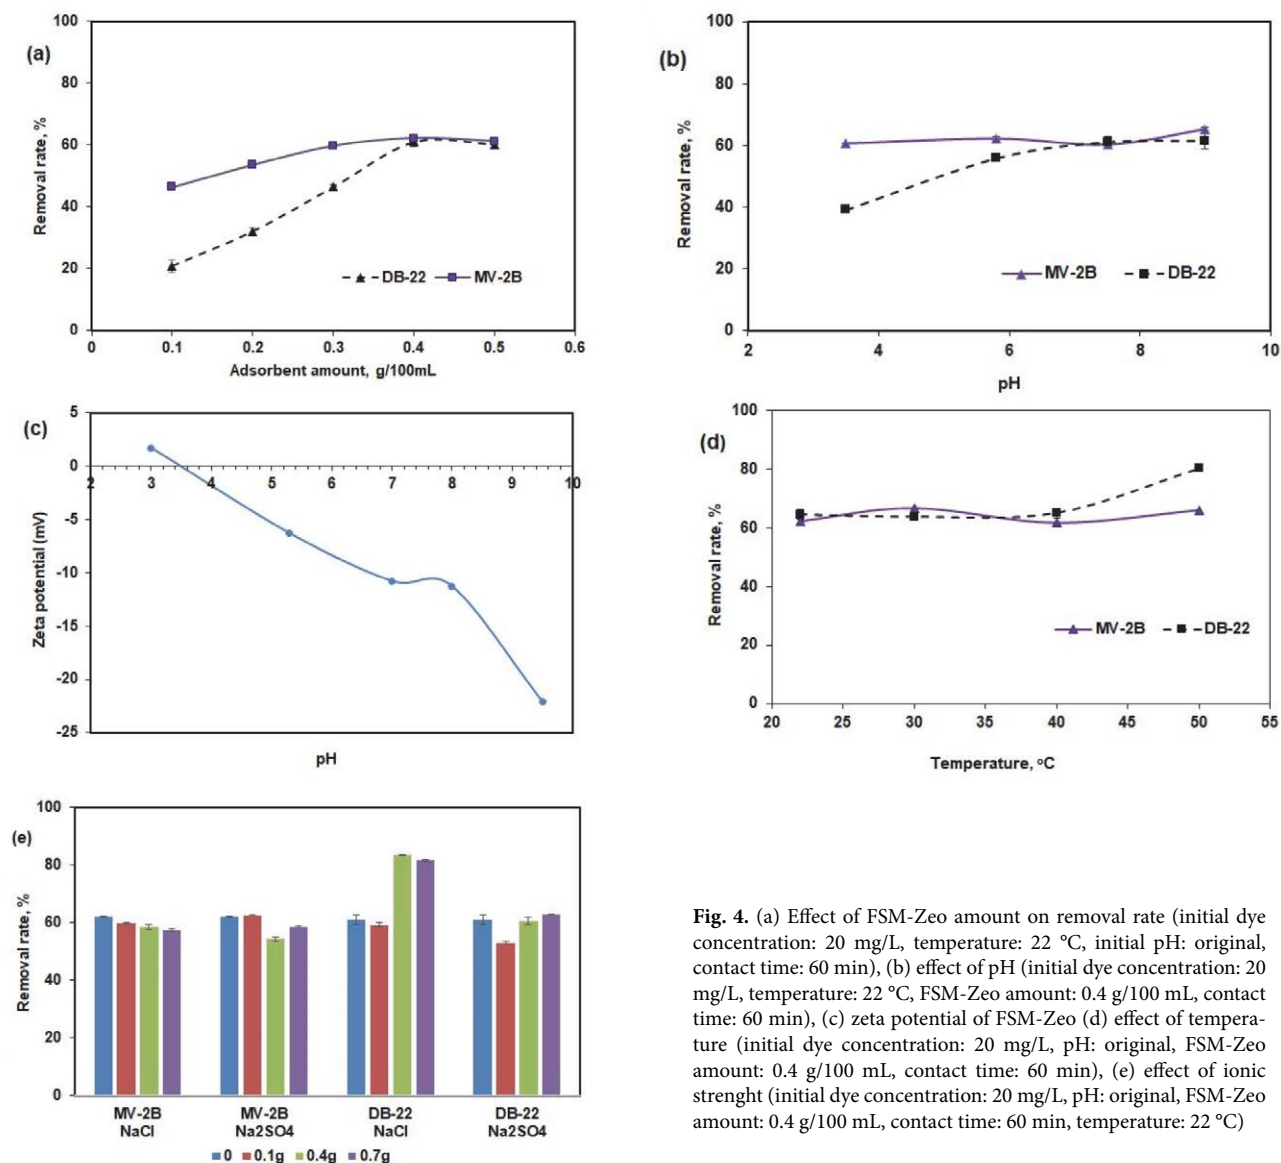 (a)
Removal rate, %
100
80
60
40
20
0
0 0.1 0.2 0.3 0.4 0.5 0.6
Adsorbent amount, g/100mL
DB-22 MV-2B
(b)
Removal rate, %
100
80
60
40
20
0
2 4 6 8 10
pH
MV-2B DB-22
(c)
Zeta potential (mV)
5
0
-5
-10
-15
-20
-25
2 3 4 5 6 7 8 9 10
pH
(d)
Removal rate, %
100
80
60
40
20
0
20 25 30 35 40 45 50 55
Temperature, °C
MV-2B DB-22
(e)
Removal rate, %
100
80
60
40
20
0
MV-2B MV-2B DB-22 DB-22
NaCl Na2SO4 NaCl Na2SO4
0 0.1g 0.4g 0.7g
Fig. 4. (a) Effect of FSM-Zeo amount on removal rate (initial dye
concentration: 20 mg/L, temperature: 22 °C, initial pH: original,
contact time: 60 min), (b) effect of pH (initial dye concentration: 20
mg/L, temperature: 22 °C, FSM-Zeo amount: 0.4 g/100 mL, contact
time: 60 min), (c) zeta potential of FSM-Zeo (d) effect of tempera-
ture (initial dye concentration: 20 mg/L, pH: original, FSM-Zeo
amount: 0.4 g/100 mL, contact time: 60 min), (e) effect of ionic
strenght (initial dye concentration: 20 mg/L, pH: original, FSM-Zeo
amount: 0.4 g/100 mL, contact time: 60 min, temperature: 22 °C)